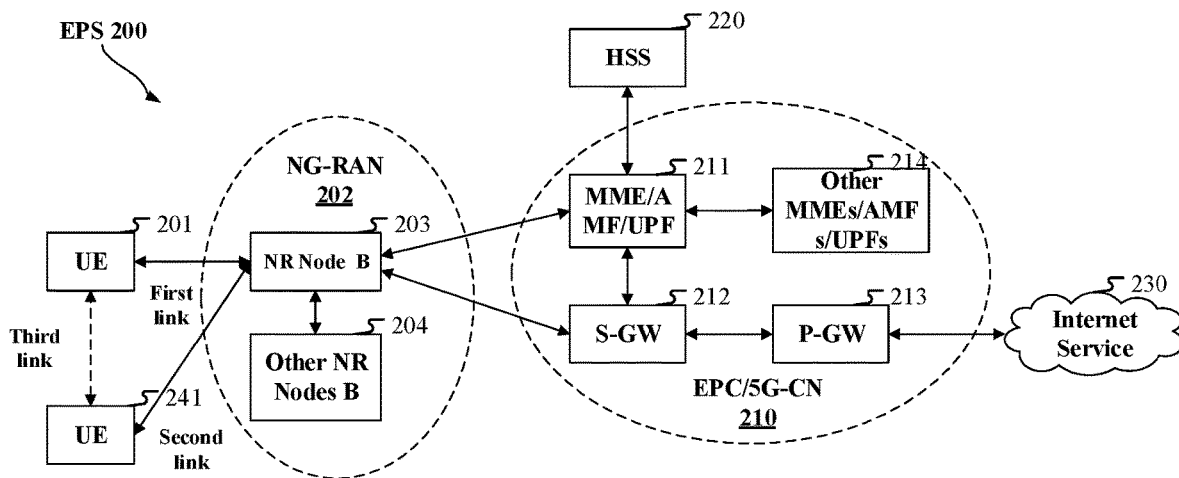 EPS 200
220
HSS
NG-RAN
202
211
MME/A
MF/UPF
214
Other
MMEs/AMF
s/UPFs
201
UE
203
NR Node B
First
link
Third
link
204
Other NR
Nodes B
212
S-GW
213
P-GW
230
Internet
Service
241
UE
Second
link
EPC/5G-CN
210